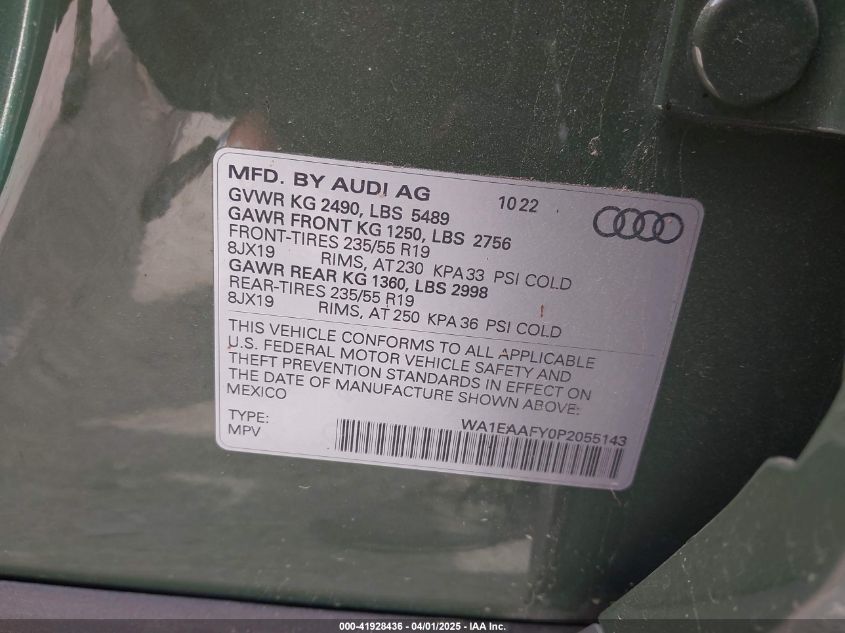 MFD. BY AUDI AG 10 22
GVWR KG 2490, LBS 5489
GAWR FRONT KG 1250, LBS 2756
FRONT-TIRES 235/55 R19
8JX19 RIMS, AT 230 KPA 33 PSI COLD
GAWR REAR KG 1360, LBS 2998
REAR-TIRES 235/55 R19
8JX19 RIMS, AT 250 KPA 36 PSI COLD
THIS VEHICLE CONFORMS TO ALL APPLICABLE
U.S. FEDERAL MOTOR VEHICLE SAFETY AND
THEFT PREVENTION STANDARDS IN EFFECT ON
THE DATE OF MANUFACTURE SHOWN ABOVE:
MEXICO
TYPE: WA1EAAFY0P2055143
MPV
000-41928436 - 04/01/2025 - IAA Inc.